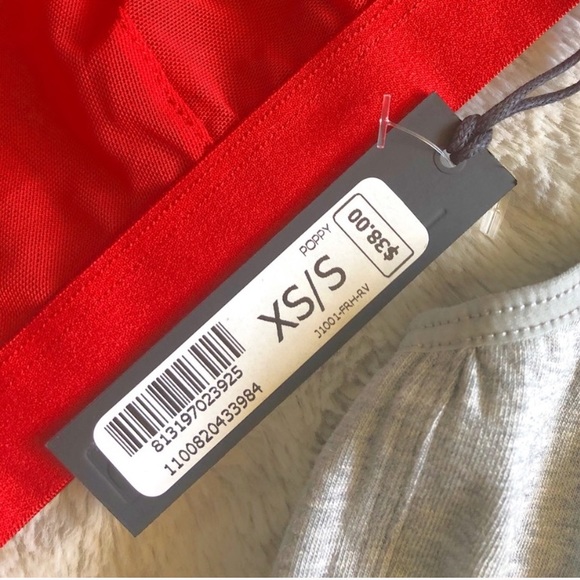 POPPY
XS/S
J1001-FRH-RV
$38.00
813197023925
1100820433984